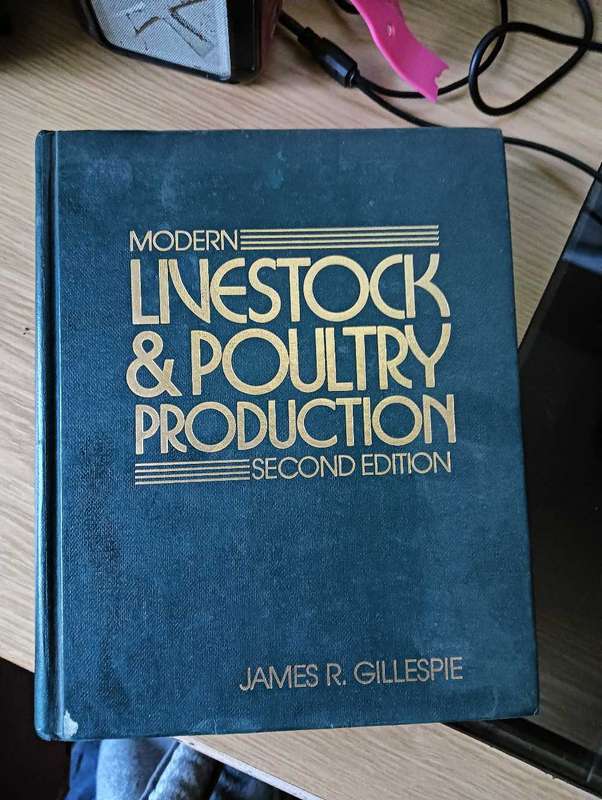 MODERN
LIVESTOCK
& POULTRY
PRODUCTION
SECOND EDITION
JAMES R. GILLESPIE